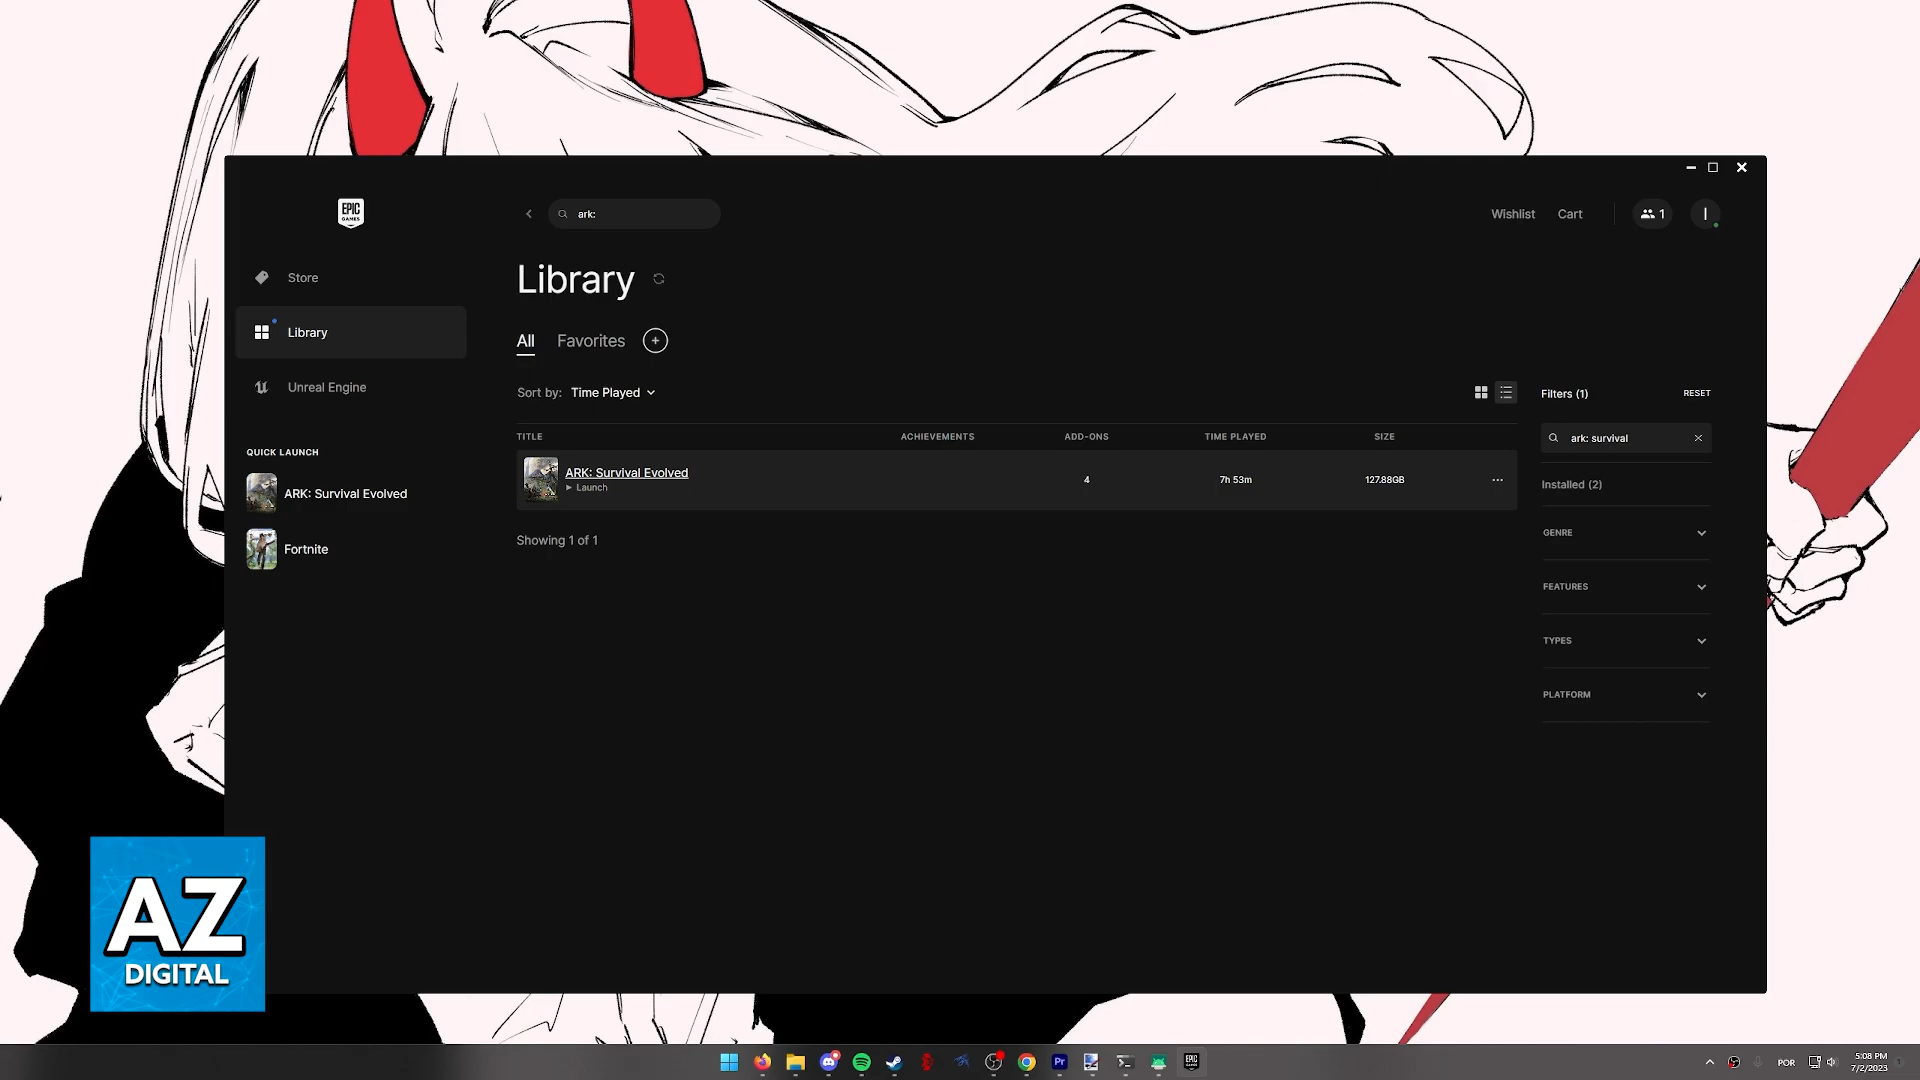 EPIC
GAMES
ark:
Wishlist
Cart
1
I
Store
Library
Unreal Engine
QUICK LAUNCH
ARK: Survival Evolved
Fortnite
Library
All
Favorites
+
Sort by: Time Played
TITLE
ACHIEVEMENTS
ADD-ONS
TIME PLAYED
SIZE
ARK: Survival Evolved
Launch
4
7h 53m
127.88GB
Showing 1 of 1
Filters (1)
RESET
ark: survival
Installed (2)
GENRE
FEATURES
TYPES
PLATFORM
AZ
DIGITAL
Pr
EPIC
GAMES
POR
5:08 PM
7/2/2023